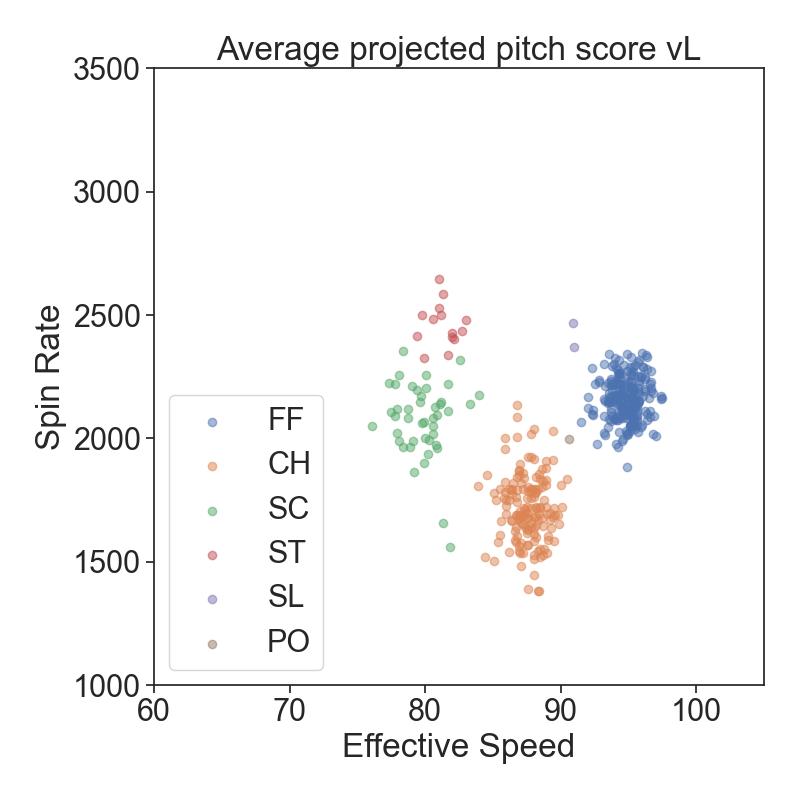 Average projected pitch score vL
3500
3000
2500
2000
1500
1000
Spin Rate
FF
CH
SC
ST
SL
PO
60
70
80
90
100
Effective Speed